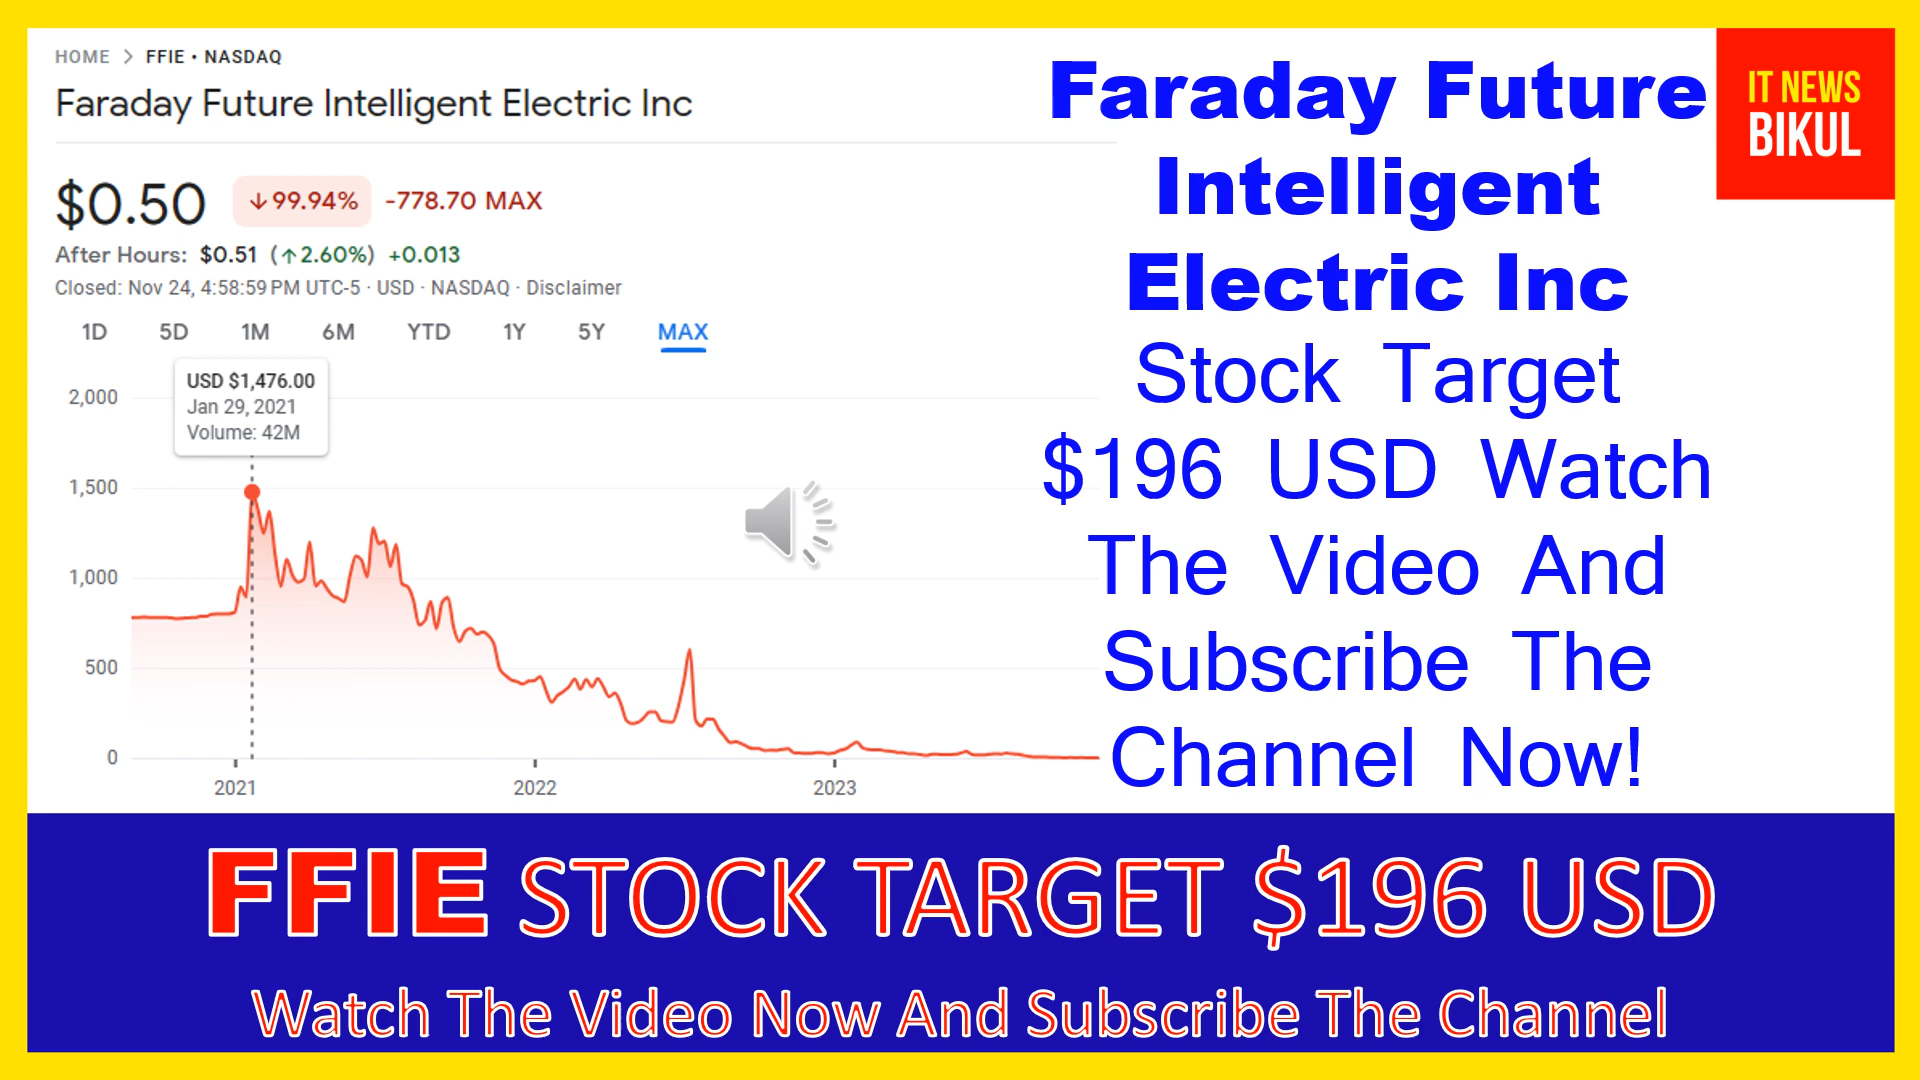 HOME > FFIE • NASDAQ
Faraday Future Intelligent Electric Inc
$0.50 ↓99.94% -778.70 MAX
After Hours: $0.51 (↑2.60%) +0.013
Closed: Nov 24, 4:58:59 PM UTC-5 · USD · NASDAQ · Disclaimer
1D 5D 1M 6M YTD 1Y 5Y MAX
USD $1,476.00
Jan 29, 2021
Volume: 42M
2,000
1,500
1,000
500
0
2021 2022 2023
Faraday Future
Intelligent
Electric Inc
Stock Target
$196 USD Watch
The Video And
Subscribe The
Channel Now!
IT NEWS
BIKUL
FFIE STOCK TARGET $196 USD
Watch The Video Now And Subscribe The Channel